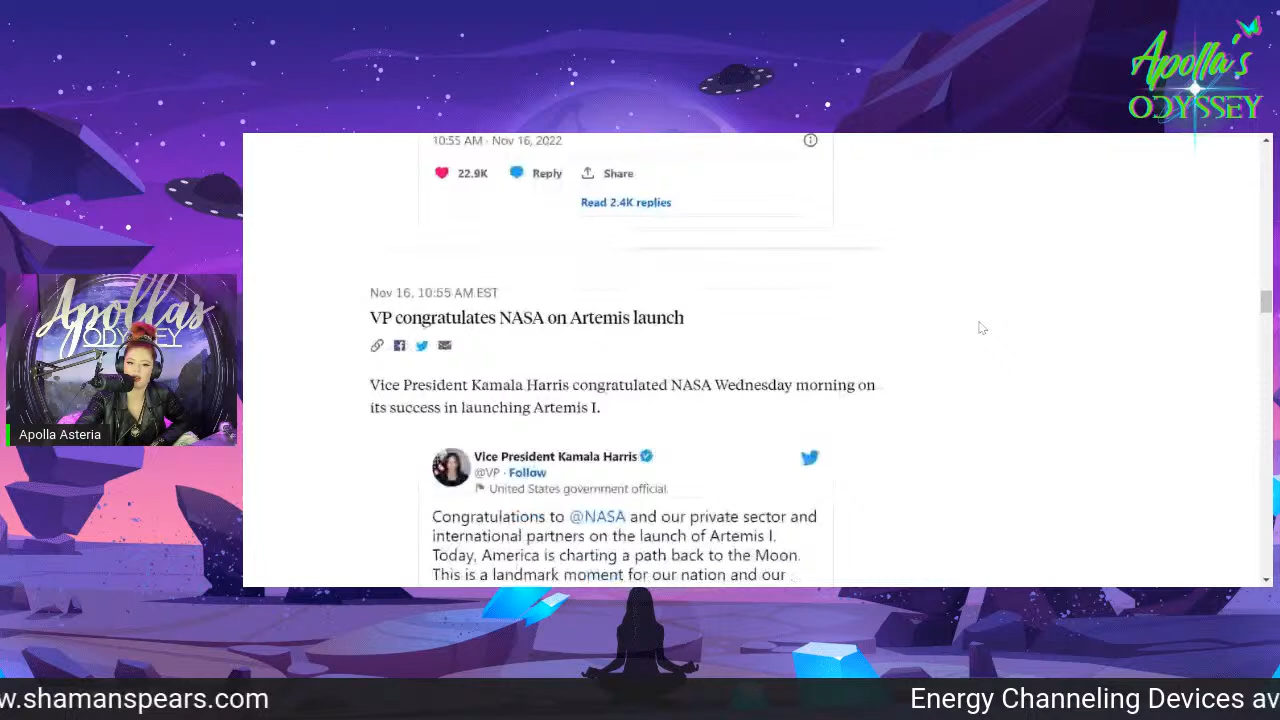 Apolla's
ODYSSEY
10:55 AM · Nov 16, 2022
22.9K Reply Share
Read 2.4K replies
Nov 16, 10:55 AM EST
VP congratulates NASA on Artemis launch
Vice President Kamala Harris congratulated NASA Wednesday morning on
its success in launching Artemis I.
Vice President Kamala Harris
@VP · Follow
United States government official
Congratulations to @NASA and our private sector and
international partners on the launch of Artemis I.
Today, America is charting a path back to the Moon.
This is a landmark moment for our nation and our
Apollas
ODYSSEY
Apolla Asteria
w.shamanspears.com
Energy Channeling Devices av